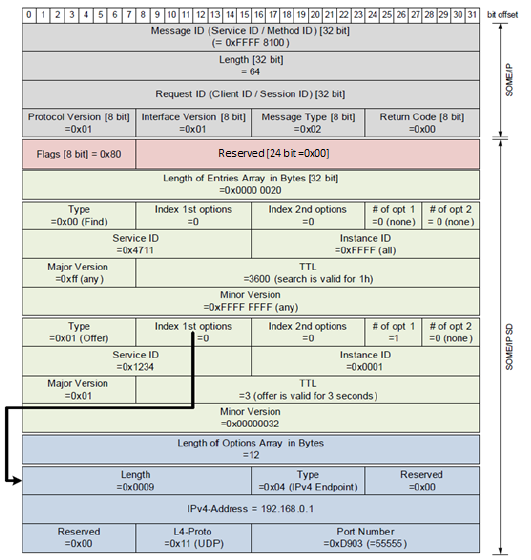 0 1 2 3 4 5 6 7 8 9 10 11 12 13 14 15 16 17 18 19 20 21 22 23 24 25 26 27 28 29 30 31 bit offset
Message ID (Service ID / Method ID) [32 bit]
(= 0xFFFF 8100)
Length [32 bit]
= 64
Request ID (Client ID / Session ID) [32 bit]
Protocol Version [8 bit] Interface Version [8 bit] Message Type [8 bit] Return Code [8 bit]
=0x01 =0x01 =0x02 =0x00
SOME/IP
Flags [8 bit] = 0x80 Reserved [24 bit =0x00]
Length of Entries Array in Bytes [32 bit]
=0x0000 0020
Type Index 1st options Index 2nd options # of opt 1 # of opt 2
=0x00 (Find) =0 =0 =0 (none) = 0 (none)
Service ID Instance ID
=0x4711 =0xFFFF (all)
Major Version TTL
=0xff (any) =3600 (search is valid for 1h)
Minor Version
=0xFFFF FFFF (any)
Type Index 1st options Index 2nd options # of opt 1 # of opt 2
=0x01 (Offer) =0 =0 =1 =0 (none)
Service ID Instance ID
=0x1234 =0x0001
Major Version TTL
=0x01 =3 (offer is valid for 3 seconds)
Minor Version
=0x00000032
Length of Options Array in Bytes
=12
Length Type Reserved
=0x0009 =0x04 (IPv4 Endpoint) =0x00
IPv4-Address = 192.168.0.1
Reserved L4-Proto Port Number
=0x00 =0x11 (UDP) =0xD903 (=55555)
SOME/IP SD